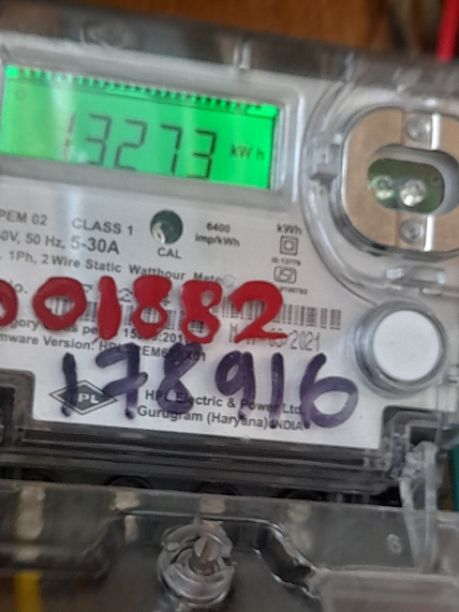 13273 kWh
PEM 02 CLASS 1 6400 imp/kWh kWh
50 Hz, 5-30A CAL
1Ph, 2 Wire Static Watthour Meter
001882
2021
178916
HPL
HPL Electric & Power Ltd
Gurugram (Haryana) INDIA